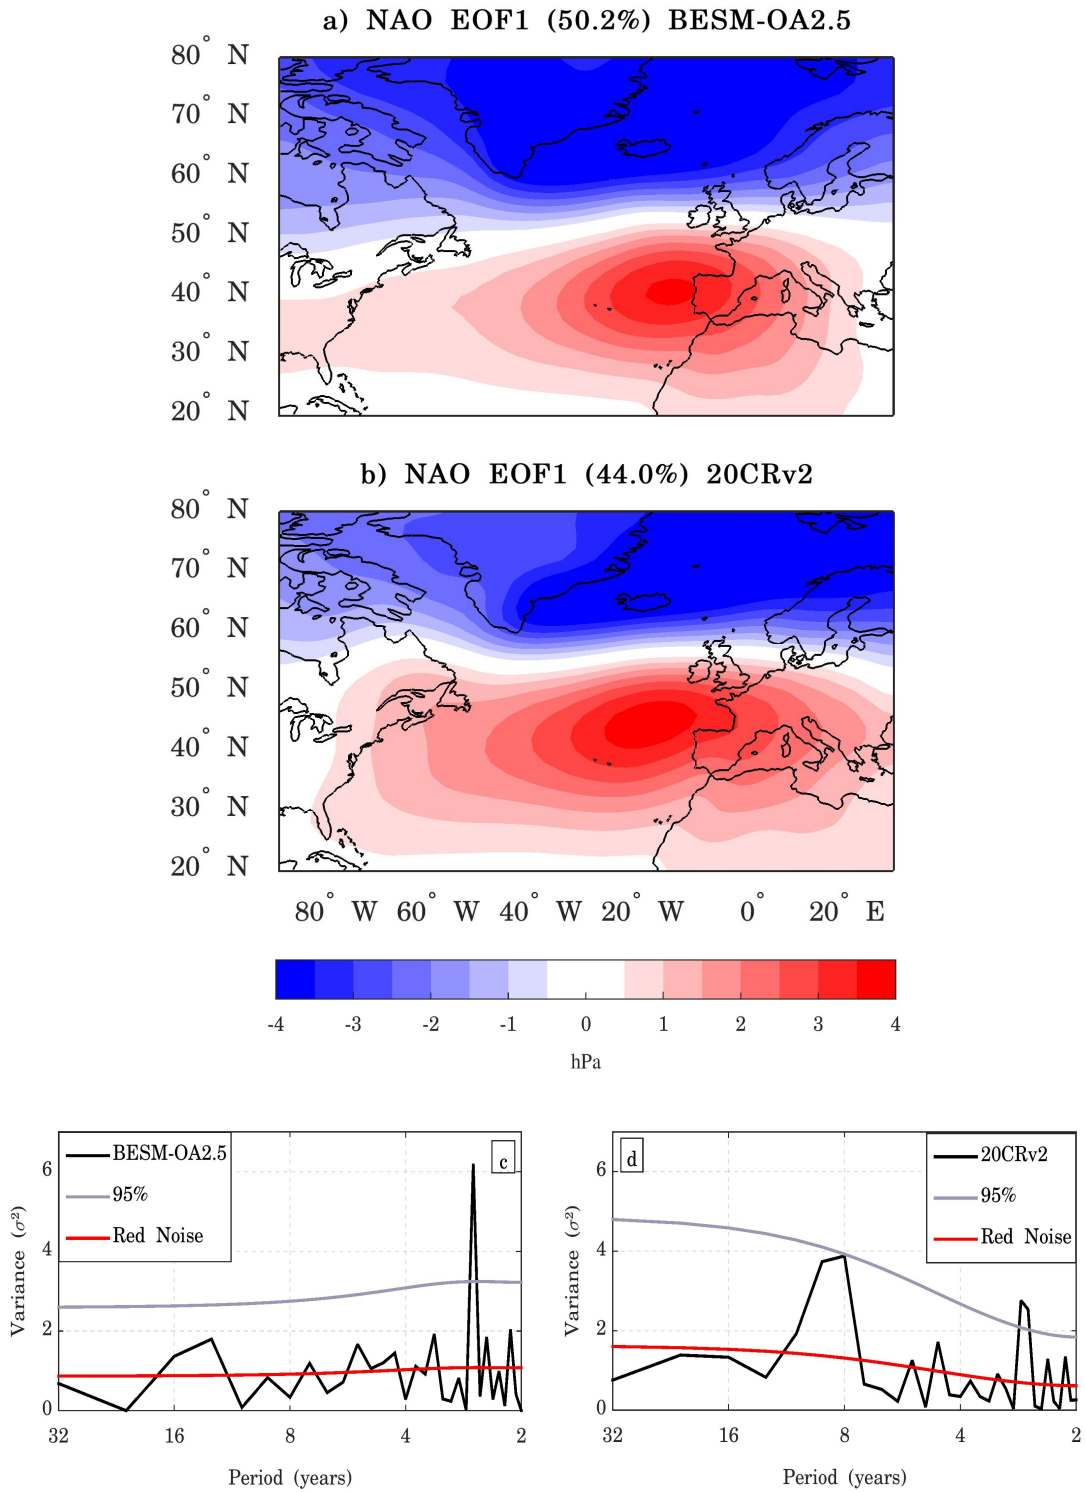 a) NAO EOF1 (50.2%) BESM-OA2.5
80° N
70° N
60° N
50° N
40° N
30° N
20° N
b) NAO EOF1 (44.0%) 20CRv2
80° N
70° N
60° N
50° N
40° N
30° N
20° N
80° W 60° W 40° W 20° W 0° 20° E
-4 -3 -2 -1 0 1 2 3 4
hPa
c
BESM-OA2.5
95%
Red Noise
Variance (σ²)
6
4
2
0
32 16 8 4 2
Period (years)
d
20CRv2
95%
Red Noise
Variance (σ²)
6
4
2
0
32 16 8 4 2
Period (years)